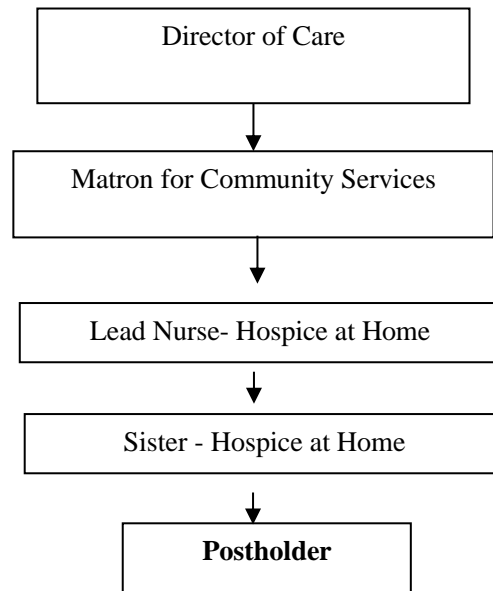 Director of Care
Matron for Community Services
Lead Nurse- Hospice at Home
Sister - Hospice at Home
Postholder